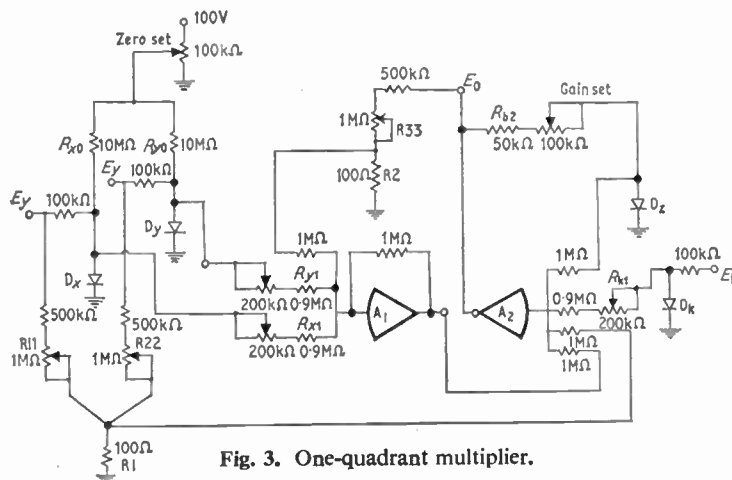 100V
Zero set
100kΩ
500kΩ
E0
Gain set
1MΩ
R33
Rb2
50kΩ
100kΩ
Rx0
10MΩ
Ry0
10MΩ
Ey
100kΩ
100Ω
R2
Ey
100kΩ
Dy
Dz
1MΩ
1MΩ
1MΩ
100kΩ
Dx
Ry1
Rk1
E
200kΩ
0·9MΩ
A1
A2
0·9MΩ
200kΩ
Dk
500kΩ
500kΩ
Rx1
1MΩ
R11
1MΩ
R22
1MΩ
200kΩ
0·9MΩ
1MΩ
100Ω
R1
Fig. 3. One-quadrant multiplier.